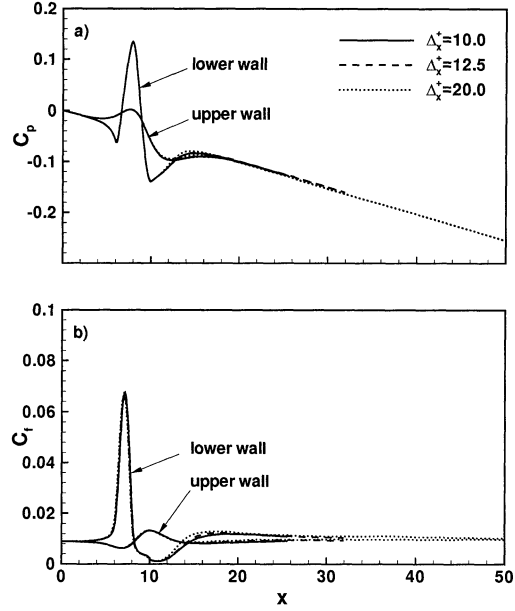 0.2
a)
Δₓ⁺=10.0
lower wall
Δₓ⁺=12.5
0.1
Δₓ⁺=20.0
upper wall
0
Cₚ
-0.1
-0.2
0.1
b)
0.08
0.06
C_f
lower wall
0.04
upper wall
0.02
0
0 10 20 30 40 50
x